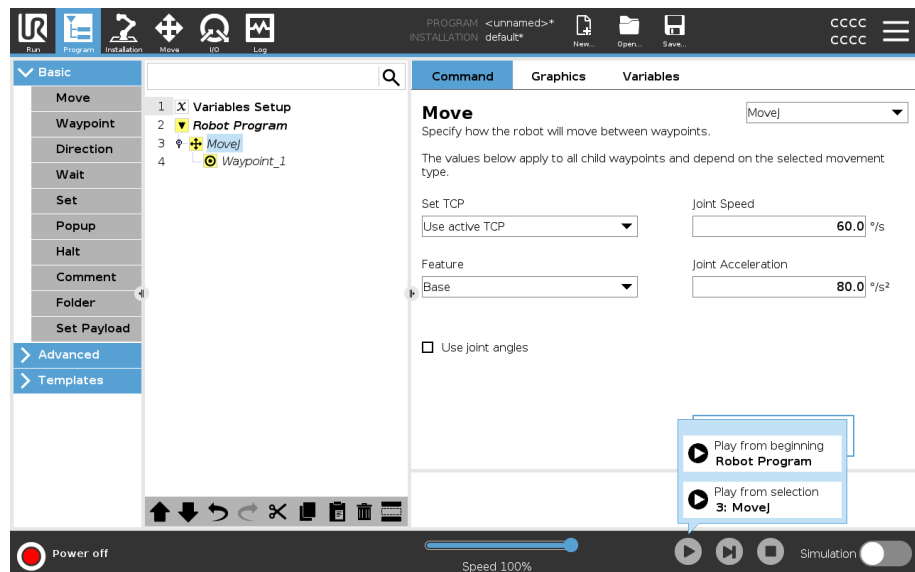 PROGRAM <unnamed>*
INSTALLATION default*
CCCC
CCCC
Run
Program
Installation
Move
I/O
Log
New...
Open...
Save...
Basic
Move
Waypoint
Direction
Wait
Set
Popup
Halt
Comment
Folder
Set Payload
Advanced
Templates
1 X Variables Setup
2 Robot Program
3 MoveJ
4 Waypoint_1
Command Graphics Variables
Move
MoveJ
Specify how the robot will move between waypoints.
The values below apply to all child waypoints and depend on the selected movement
type.
Set TCP
Joint Speed
Use active TCP
60.0 °/s
Feature
Joint Acceleration
Base
80.0 °/s²
Use joint angles
Play from beginning
Robot Program
Play from selection
3: MoveJ
Power off
Speed 100%
Simulation